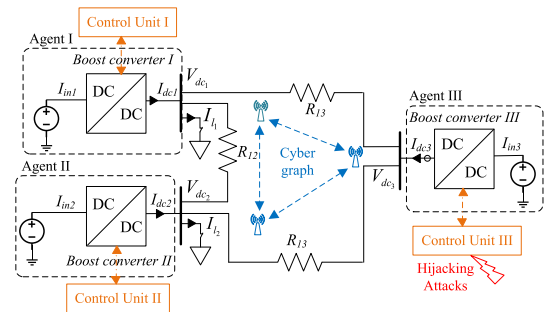 Control Unit I
Agent I
Boost converter I
V_dc1
I_in1
DC
DC
I_dc1
I_l1
R_13
R_12
Agent II
Boost converter II
V_dc2
I_in2
DC
DC
I_dc2
I_l2
R_13
Control Unit II
Cyber
graph
Agent III
Boost converter III
I_dc3
DC
DC
I_in3
V_dc3
Control Unit III
Hijacking
Attacks